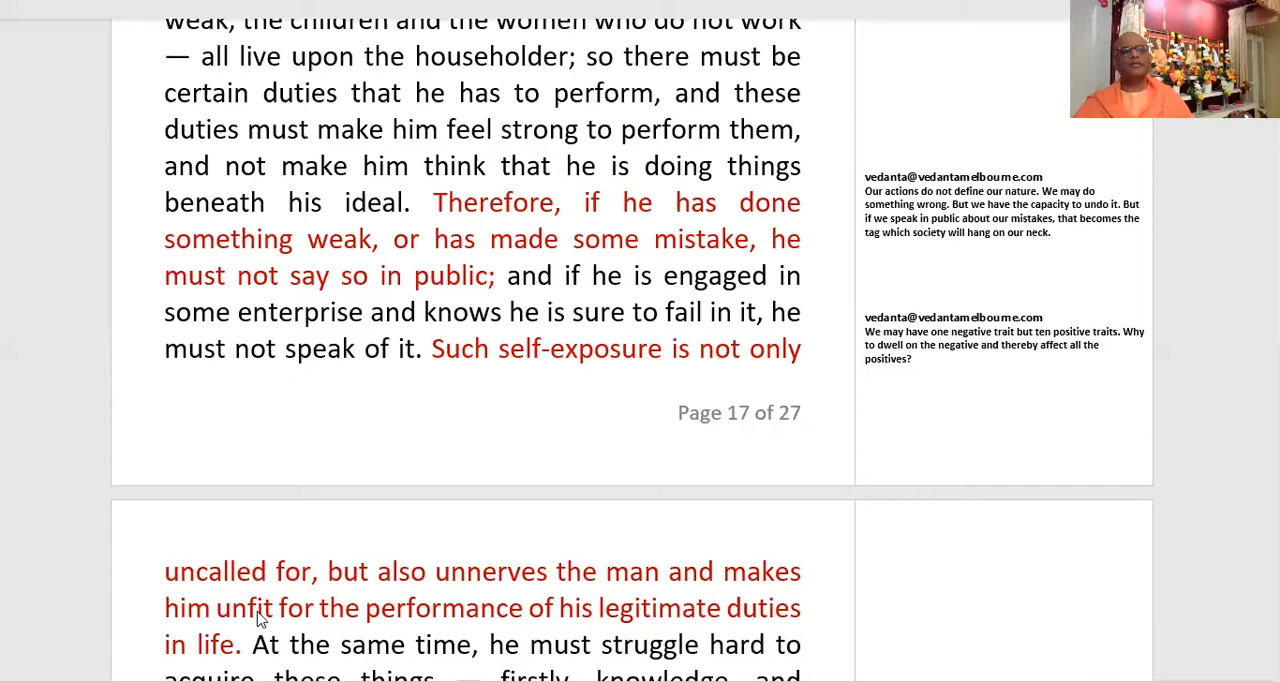 weak, the children and the women who do not work
— all live upon the householder; so there must be
certain duties that he has to perform, and these
duties must make him feel strong to perform them,
and not make him think that he is doing things
beneath his ideal. Therefore, if he has done
something weak, or has made some mistake, he
must not say so in public; and if he is engaged in
some enterprise and knows he is sure to fail in it, he
must not speak of it. Such self-exposure is not only
Page 17 of 27
vedanta@vedantamelbourne.com
Our actions do not define our nature. We may do
something wrong. But we have the capacity to undo it. But
if we speak in public about our mistakes, that becomes the
tag which society will hang on our neck.
vedanta@vedantamelbourne.com
We may have one negative trait but ten positive traits. Why
to dwell on the negative and thereby affect all the
positives?
uncalled for, but also unnerves the man and makes
him unfit for the performance of his legitimate duties
in life. At the same time, he must struggle hard to
acquire these things — firstly, knowledge, and